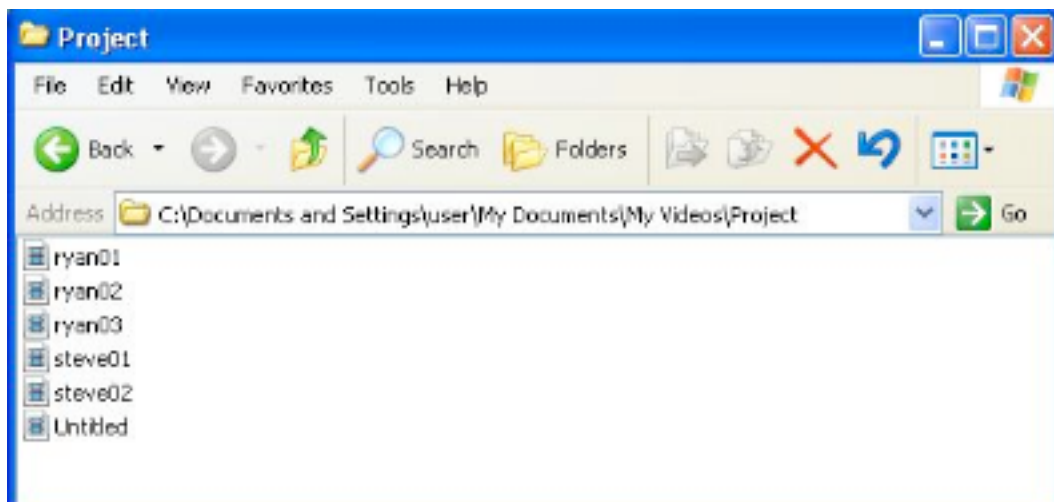 Project
File Edit View Favorites Tools Help
Back Search Folders
Address C:\Documents and Settings\user\My Documents\My Videos\Project Go
ryan01
ryan02
ryan03
steve01
steve02
Untitled